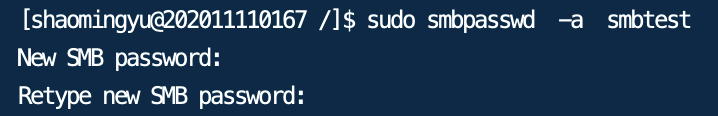 [shaomingyu@202011110167 /]$ sudo smbpasswd  -a  smbtest
New SMB password:
Retype new SMB password: